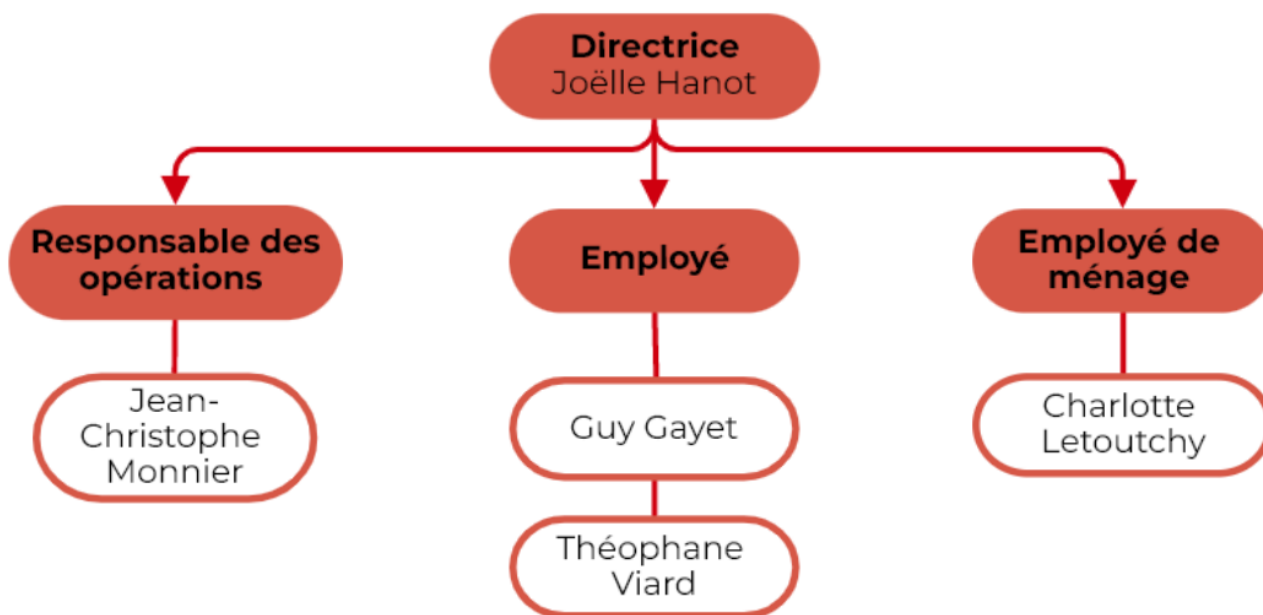 Directrice
Joëlle Hanot
Responsable des
opérations
Employé
Employé de
ménage
Jean-
Christophe
Monnier
Guy Gayet
Charlotte
Letoutchy
Théophane
Viard